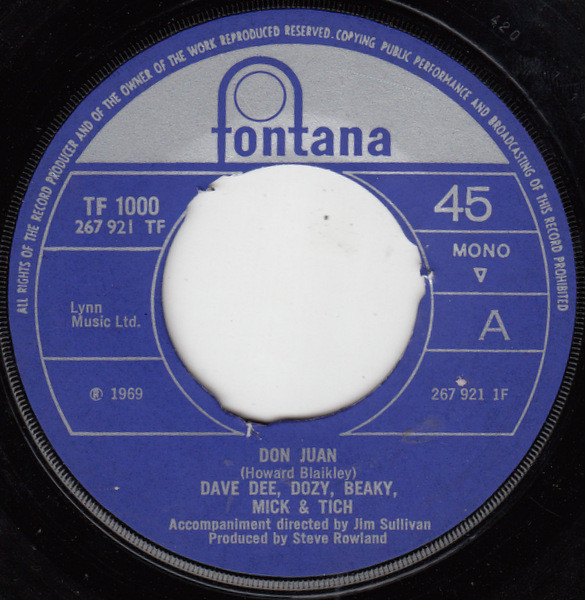 ALL RIGHTS OF THE RECORD PRODUCER AND OF THE OWNER OF THE WORK REPRODUCED RESERVED. COPYING PUBLIC PERFORMANCE AND BROADCASTING OF THIS RECORD PROHIBITED
fontana
TF 1000
267 921 TF
45
MONO
A
Lynn
Music Ltd.
℗ 1969
267 921 1F
DON JUAN
(Howard Blaikley)
DAVE DEE, DOZY, BEAKY,
MICK & TICH
Accompaniment directed by Jim Sullivan
Produced by Steve Rowland
420